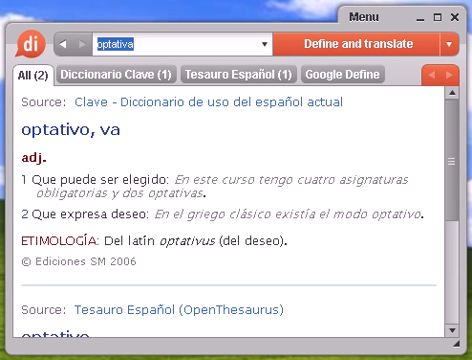 Menu
di
optativa
Define and translate
All (2)
Diccionario Clave (1)
Tesauro Español (1)
Google Define
Source: Clave - Diccionario de uso del español actual
optativo, va
adj.
1 Que puede ser elegido: En este curso tengo cuatro asignaturas
obligatorias y dos optativas.
2 Que expresa deseo: En el griego clásico existía el modo optativo.
ETIMOLOGÍA: Del latín optativus (del deseo).
© Ediciones SM 2006
Source: Tesauro Español (OpenThesaurus)
optativo